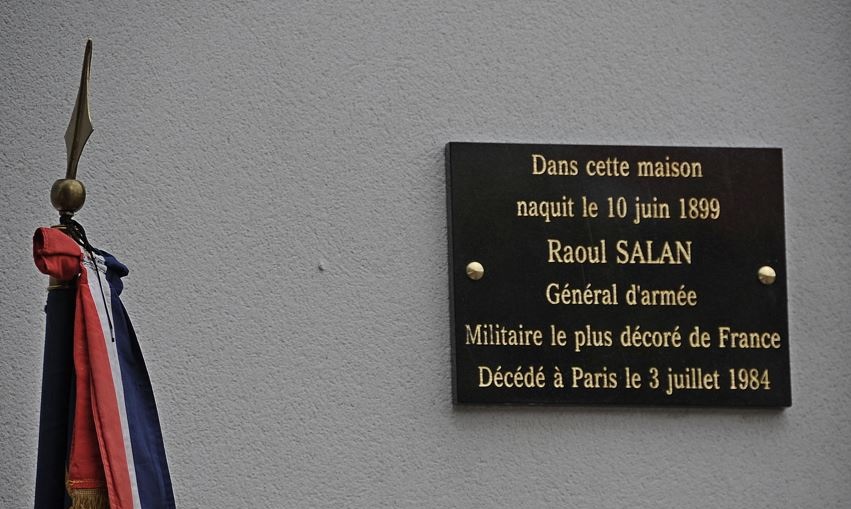 Dans cette maison
naquit le 10 juin 1899
Raoul SALAN
Général d'armée
Militaire le plus décoré de France
Décédé à Paris le 3 juillet 1984